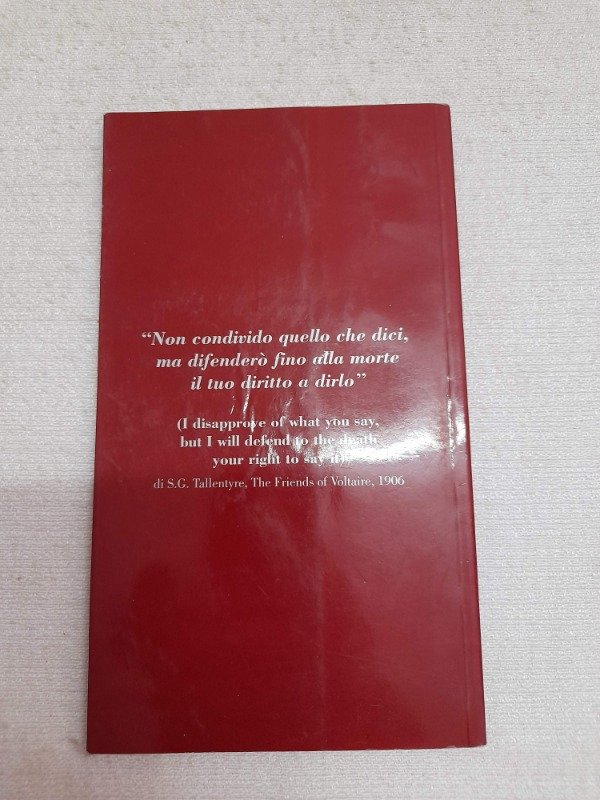 “Non condivido quello che dici,
ma difenderò fino alla morte
il tuo diritto a dirlo”
(I disapprove of what you say,
but I will defend to the death
your right to say it)
di S.G. Tallentyre, The Friends of Voltaire, 1906